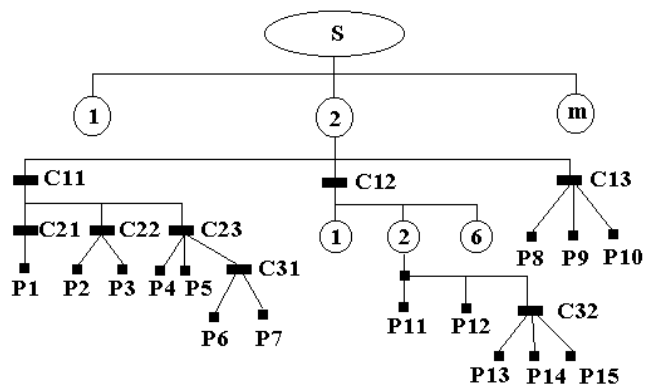 S
1 2 m
C11 C12 C13
C21 C22 C23 1 2 6
P8 P9 P10
C31
P1 P2 P3 P4 P5
P11 P12 C32
P6 P7
P13 P14 P15